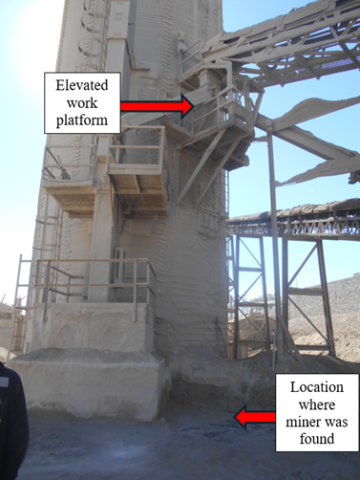 Elevated
work
platform
Location
where
miner was
found